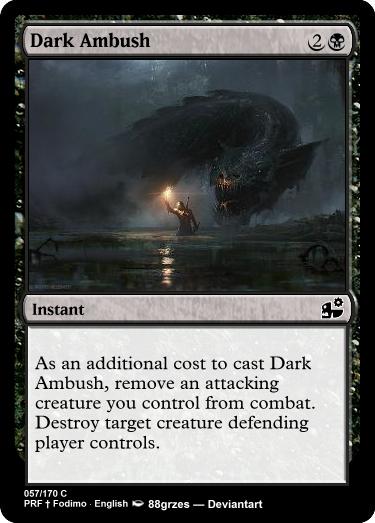 Dark Ambush 2
Instant
As an additional cost to cast Dark
Ambush, remove an attacking
creature you control from combat.
Destroy target creature defending
player controls.
057/170 C
PRF † Fodimo · English 88grzes — Deviantart